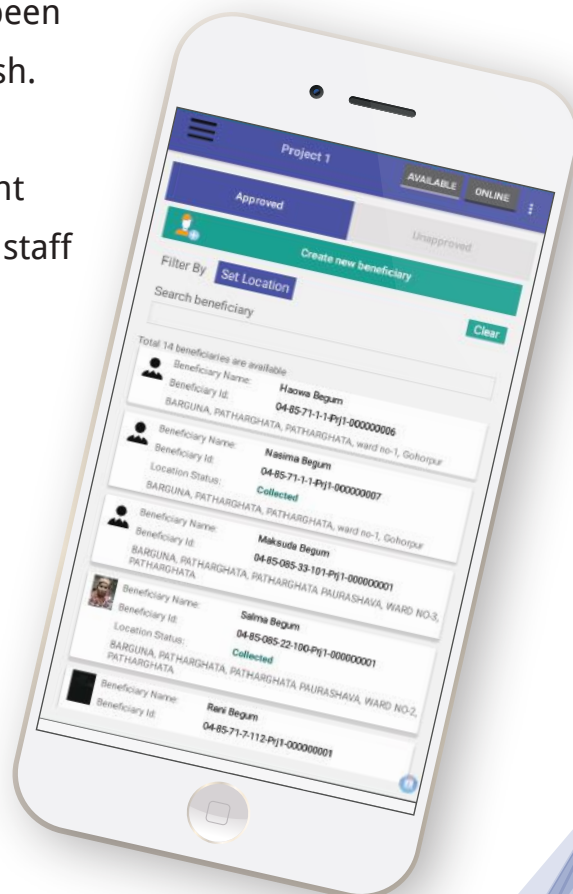 been
sh.
nt
staff
Project 1
AVAILABLE
ONLINE
Approved
Unapproved
Create new beneficiary
Filter By
Set Location
Search beneficiary
Clear
Total 14 beneficiaries are available
Beneficiary Name: Haowa Begum
Beneficiary Id: 04-85-71-1-1-Prj1-000000006
BARGUNA, PATHARGHATA, PATHARGHATA, ward no-1, Gohorpur
Beneficiary Name: Nasima Begum
Beneficiary Id: 04-85-71-1-1-Prj1-000000007
Location Status: Collected
BARGUNA, PATHARGHATA, PATHARGHATA, ward no-1, Gohorpur
Beneficiary Name: Maksuda Begum
Beneficiary Id: 04-85-085-33-101-Prj1-000000001
BARGUNA, PATHARGHATA, PATHARGHATA PAURASHAVA, WARD NO-3,
PATHARGHATA
Beneficiary Name: Salma Begum
Beneficiary Id: 04-85-085-22-100-Prj1-000000001
Location Status: Collected
BARGUNA, PATHARGHATA, PATHARGHATA PAURASHAVA, WARD NO-2,
PATHARGHATA
Beneficiary Name: Rani Begum
Beneficiary Id: 04-85-71-7-112-Prj1-000000001